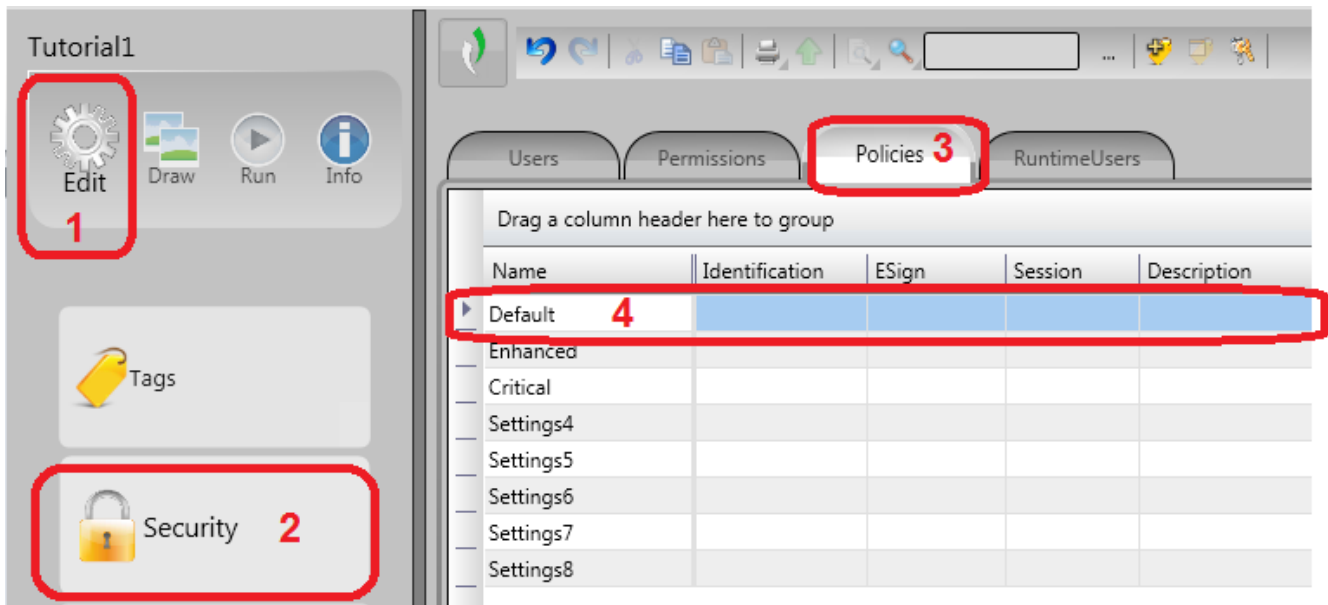 Tutorial1
Edit
Draw
Run
Info
1
Tags
Security 2
...
Users
Permissions
Policies 3
RuntimeUsers
Drag a column header here to group
Name Identification ESign Session Description
Default 4
Enhanced
Critical
Settings4
Settings5
Settings6
Settings7
Settings8